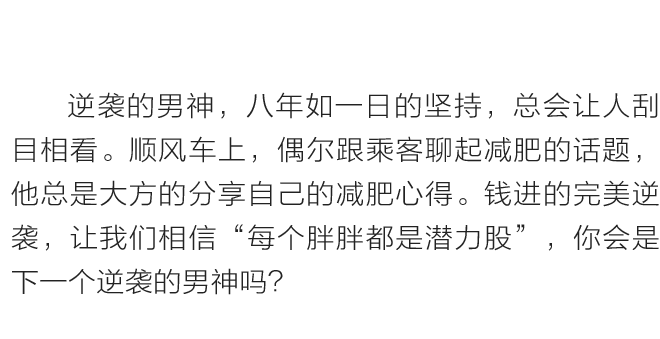 逆袭的男神，八年如一日的坚持，总会让人刮
目相看。顺风车上，偶尔跟乘客聊起减肥的话题，
他总是大方的分享自己的减肥心得。钱进的完美逆
袭，让我们相信“每个胖胖都是潜力股”，你会是
下一个逆袭的男神吗？